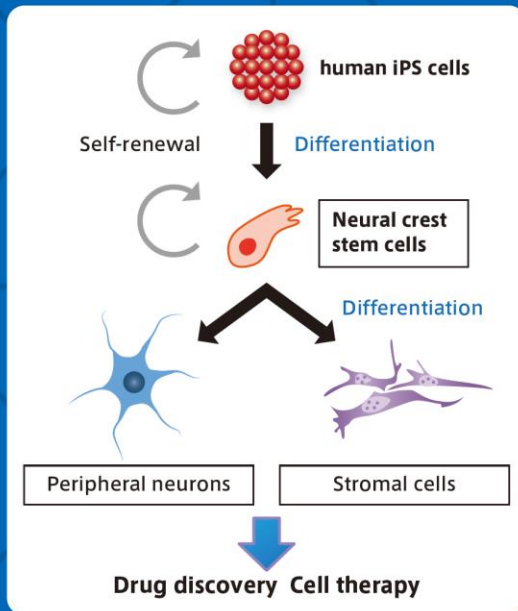 human iPS cells
Self-renewal
Differentiation
Neural crest
stem cells
Differentiation
Peripheral neurons
Stromal cells
Drug discovery Cell therapy